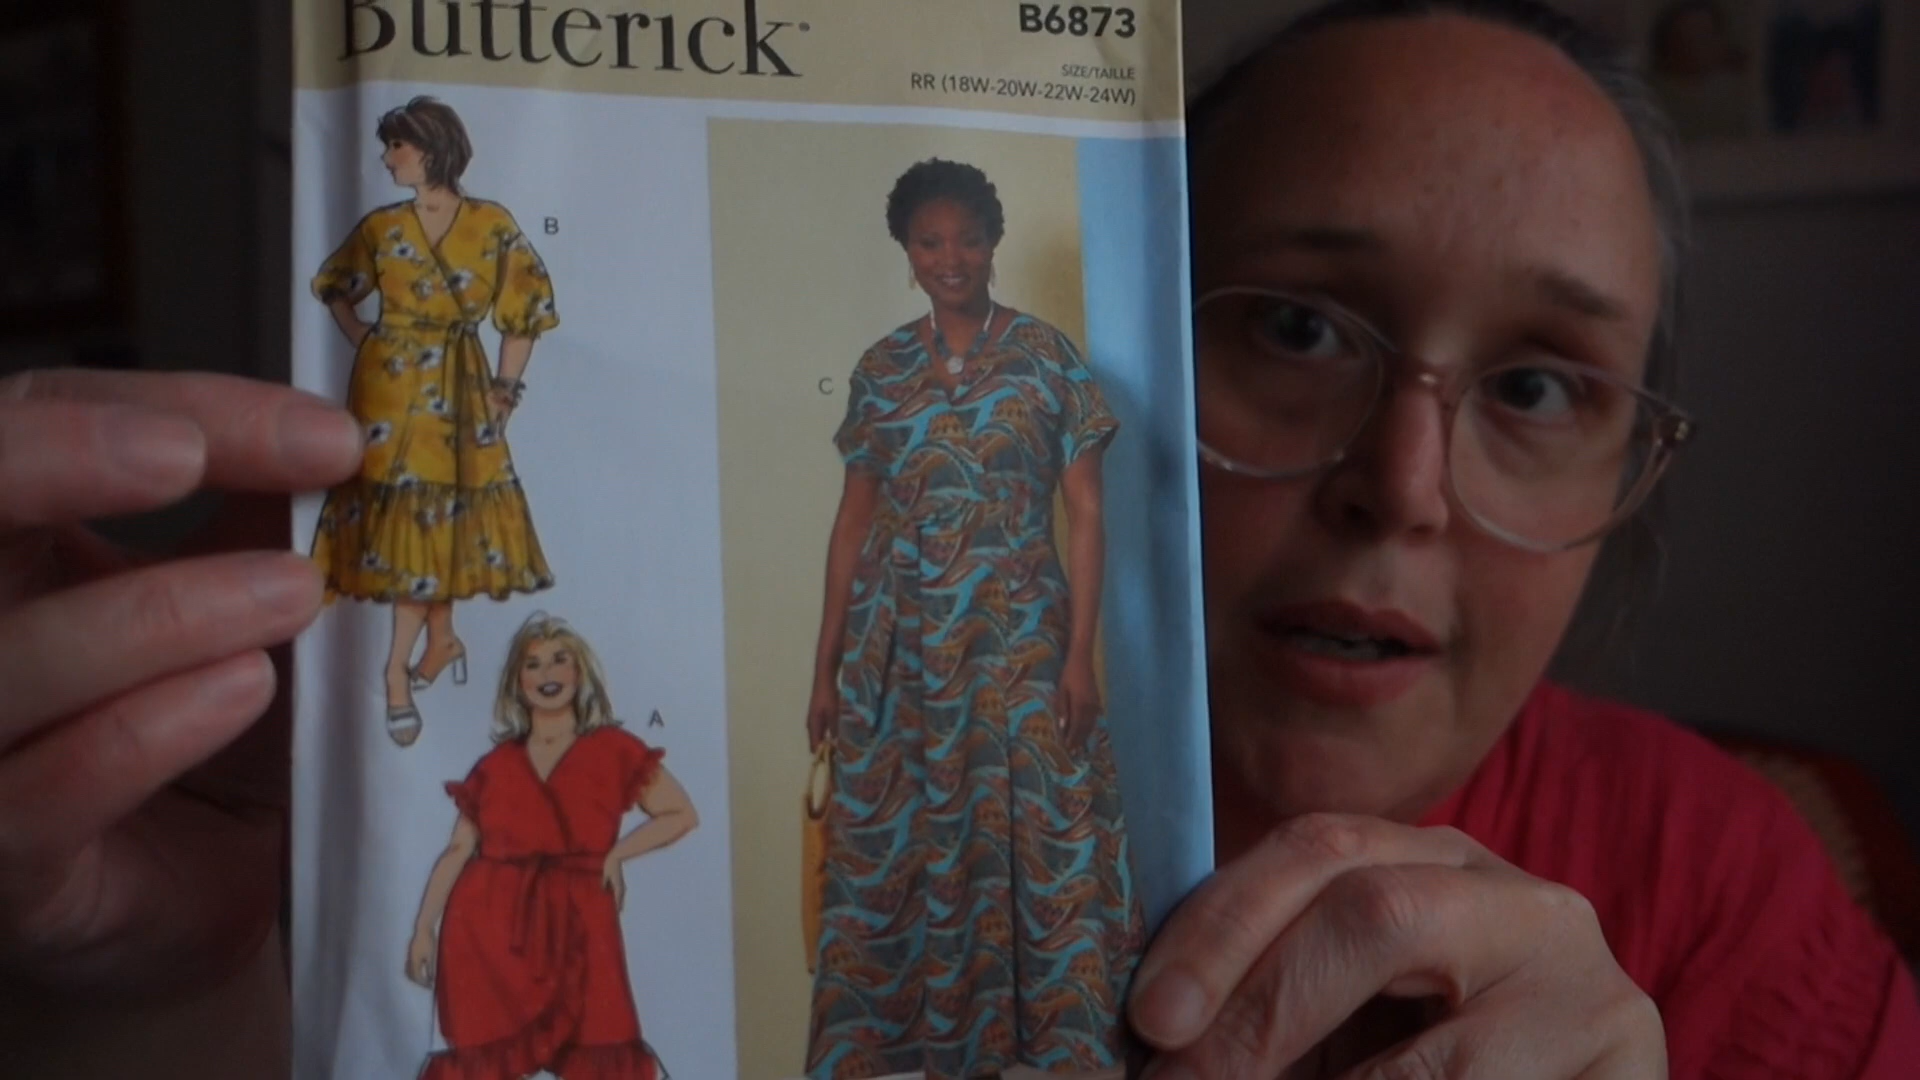 Butterick
B6873
SIZE/TAILLE
RR (18W-20W-22W-24W)
B
C
A